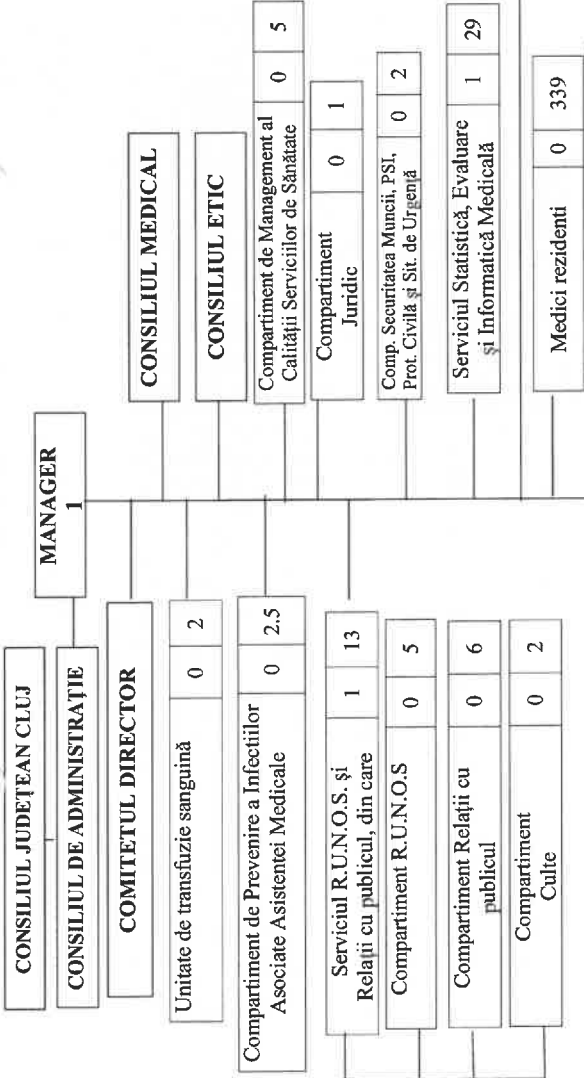 CONSILIUL JUDEȚEAN CLUJ
CONSILIUL DE ADMINISTRAȚIE
MANAGER
1
COMITETUL DIRECTOR
Unitate de transfuzie sanguină
0
2
Compartiment de Prevenire a Infectiilor
Asociate Asistentei Medicale
0
2.5
Serviciul R.U.N.O.S. și
Relații cu publicul, din care
1
13
Compartiment R.U.N.O.S
0
5
Compartiment Relații cu
publicul
0
6
Compartiment
Culte
0
2
CONSILIUL MEDICAL
CONSILIUL ETIC
Compartiment de Management al
Calității Serviciilor de Sănătate
0
5
Compartiment
Juridic
0
1
Comp. Securitatea Muncii, PSI,
Prot. Civilă și Sit. de Urgență
0
2
Serviciul Statistică, Evaluare
și Informatică Medicală
1
29
Medici rezidenti
0
339